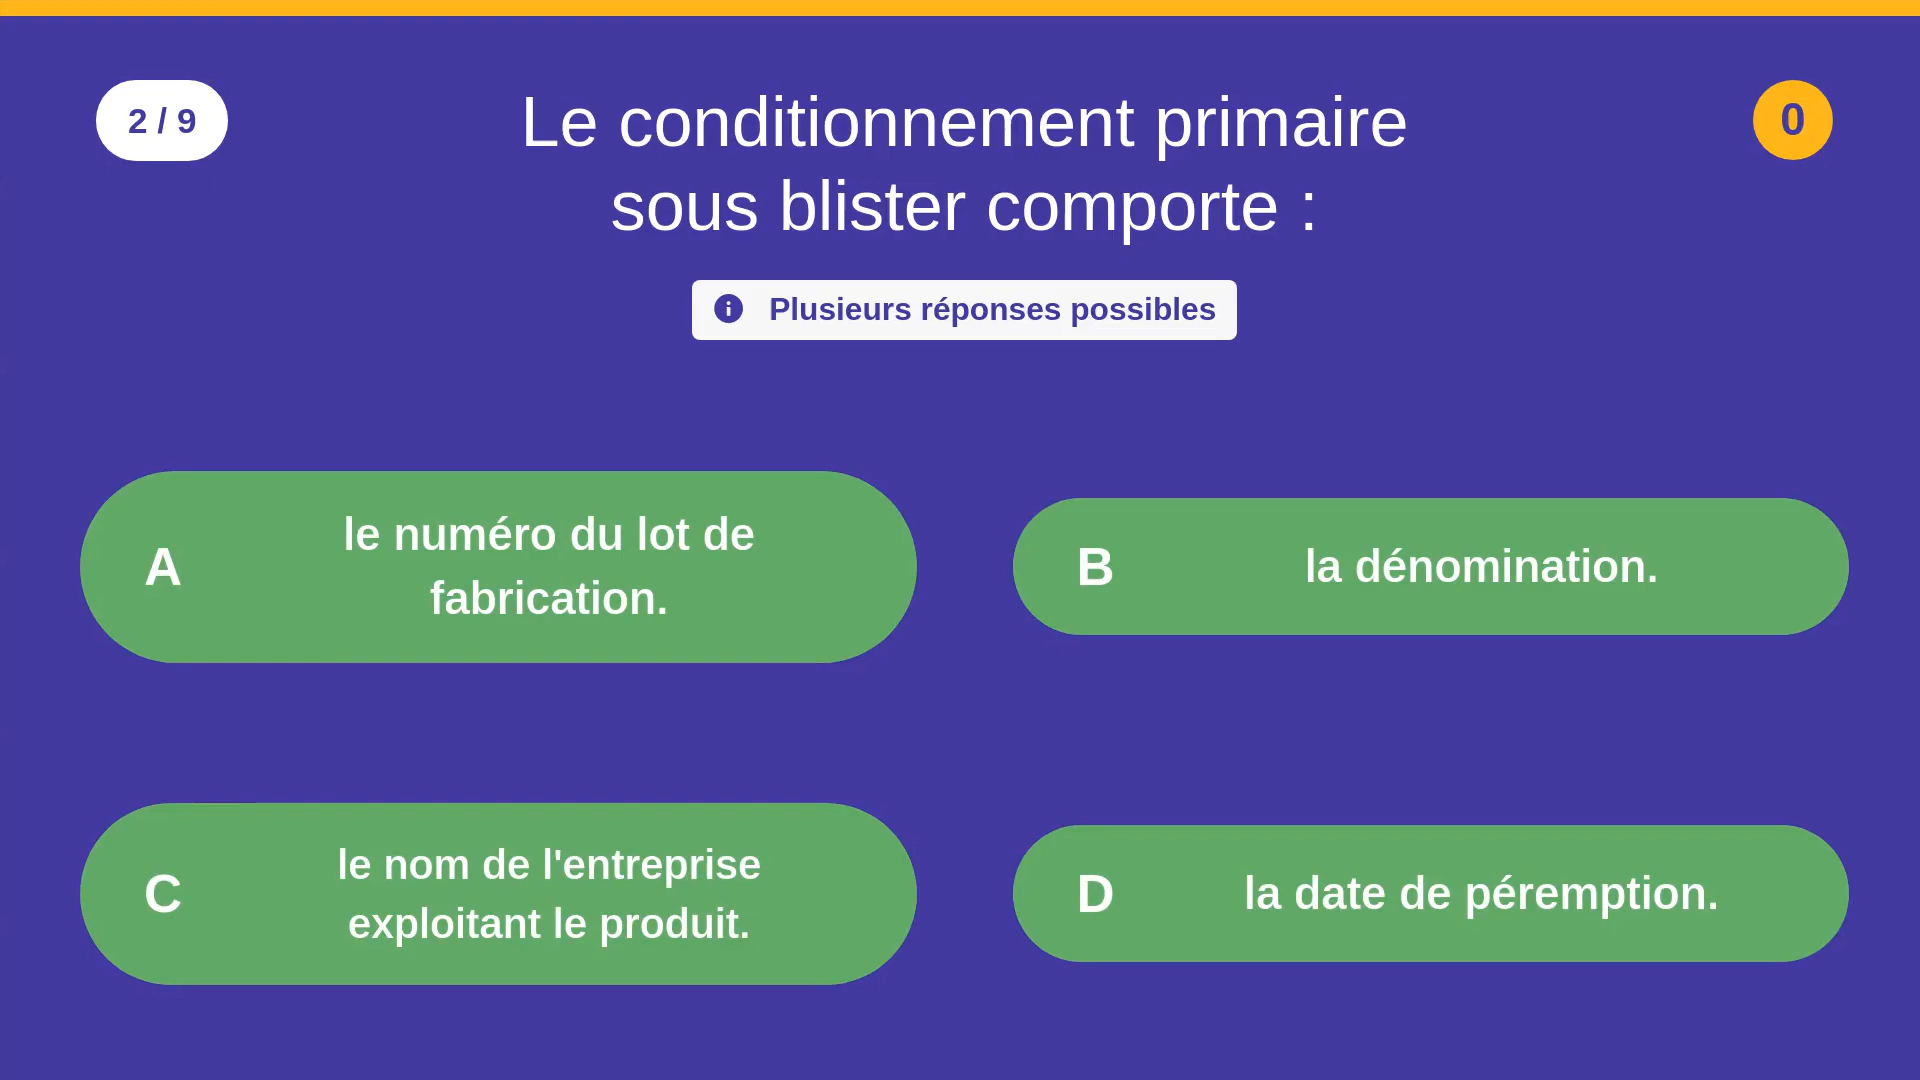 2 / 9
Le conditionnement primaire
sous blister comporte :
0
Plusieurs réponses possibles
A
le numéro du lot de
fabrication.
B
la dénomination.
C
le nom de l'entreprise
exploitant le produit.
D
la date de péremption.